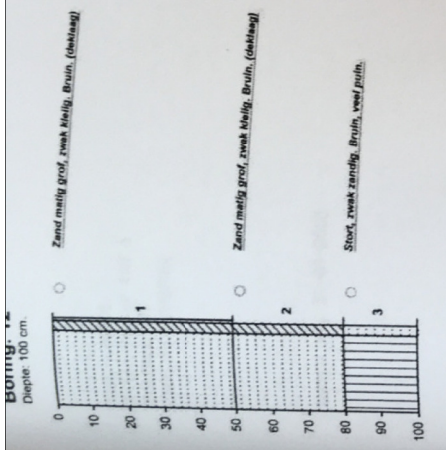 Boring: 12
Diepte: 100 cm.
0
10
20
30
40
50
60
70
80
90
100
1
2
3
Zand matig grof, zwak kleiig. Bruin. (deklaag)
Zand matig grof, zwak kleiig. Bruin. (deklaag)
Stort, zwak zandig. Bruin, veel puin.